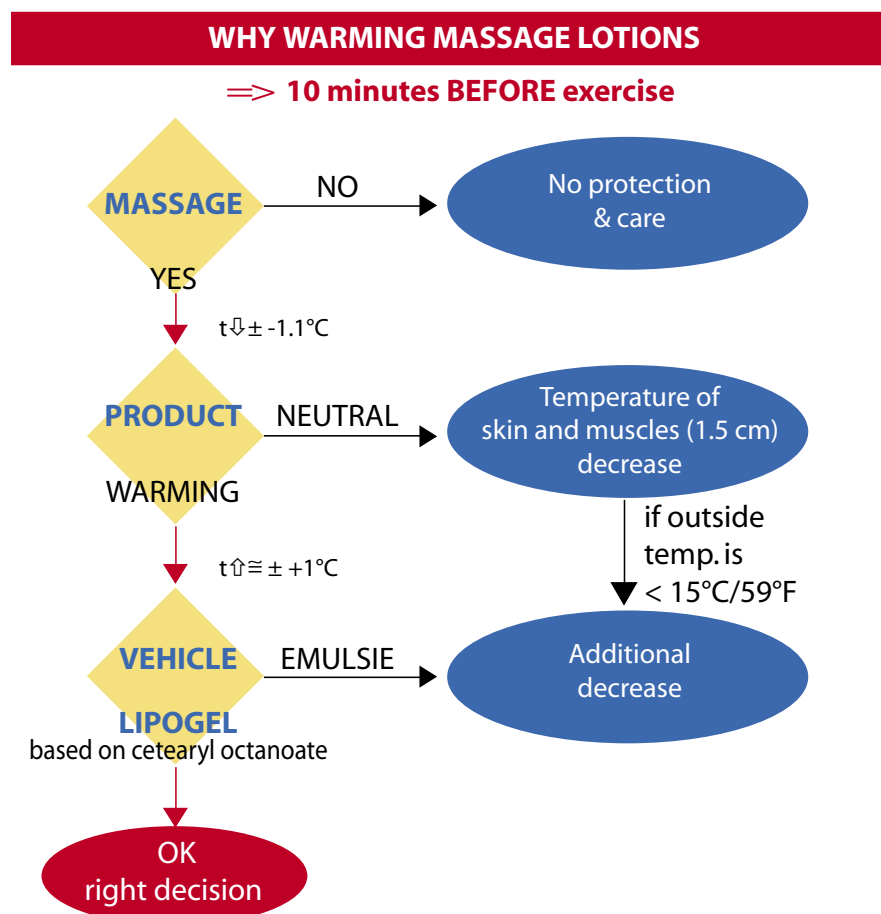 WHY WARMING MASSAGE LOTIONS
=> 10 minutes BEFORE exercise
MASSAGE
NO
No protection
& care
YES
t⇩± -1.1°C
PRODUCT
NEUTRAL
Temperature of
skin and muscles (1.5 cm)
decrease
WARMING
if outside
temp. is
< 15°C/59°F
t⇧≅ ± +1°C
VEHICLE
EMULSIE
Additional
decrease
LIPOGEL
based on cetearyl octanoate
OK
right decision